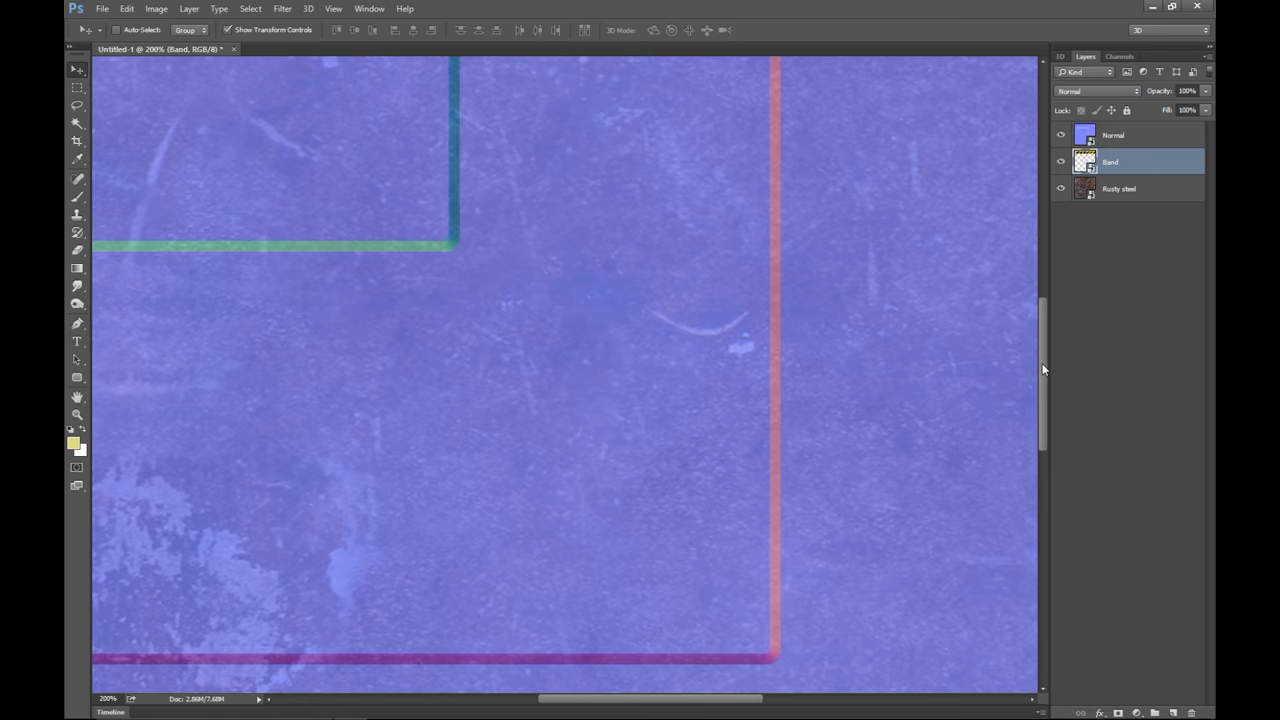 Ps File Edit Image Layer Type Select Filter 3D View Window Help
Auto-Select: Group Show Transform Controls 3D Mode: 3D
Untitled-1 @ 200% (Band, RGB/8) * ×
3D Layers Channels
Kind
Normal Opacity: 100%
Lock: Fill: 100%
Normal
Band
Rusty steel
T
200% Doc: 2.86M/7.68M
Timeline